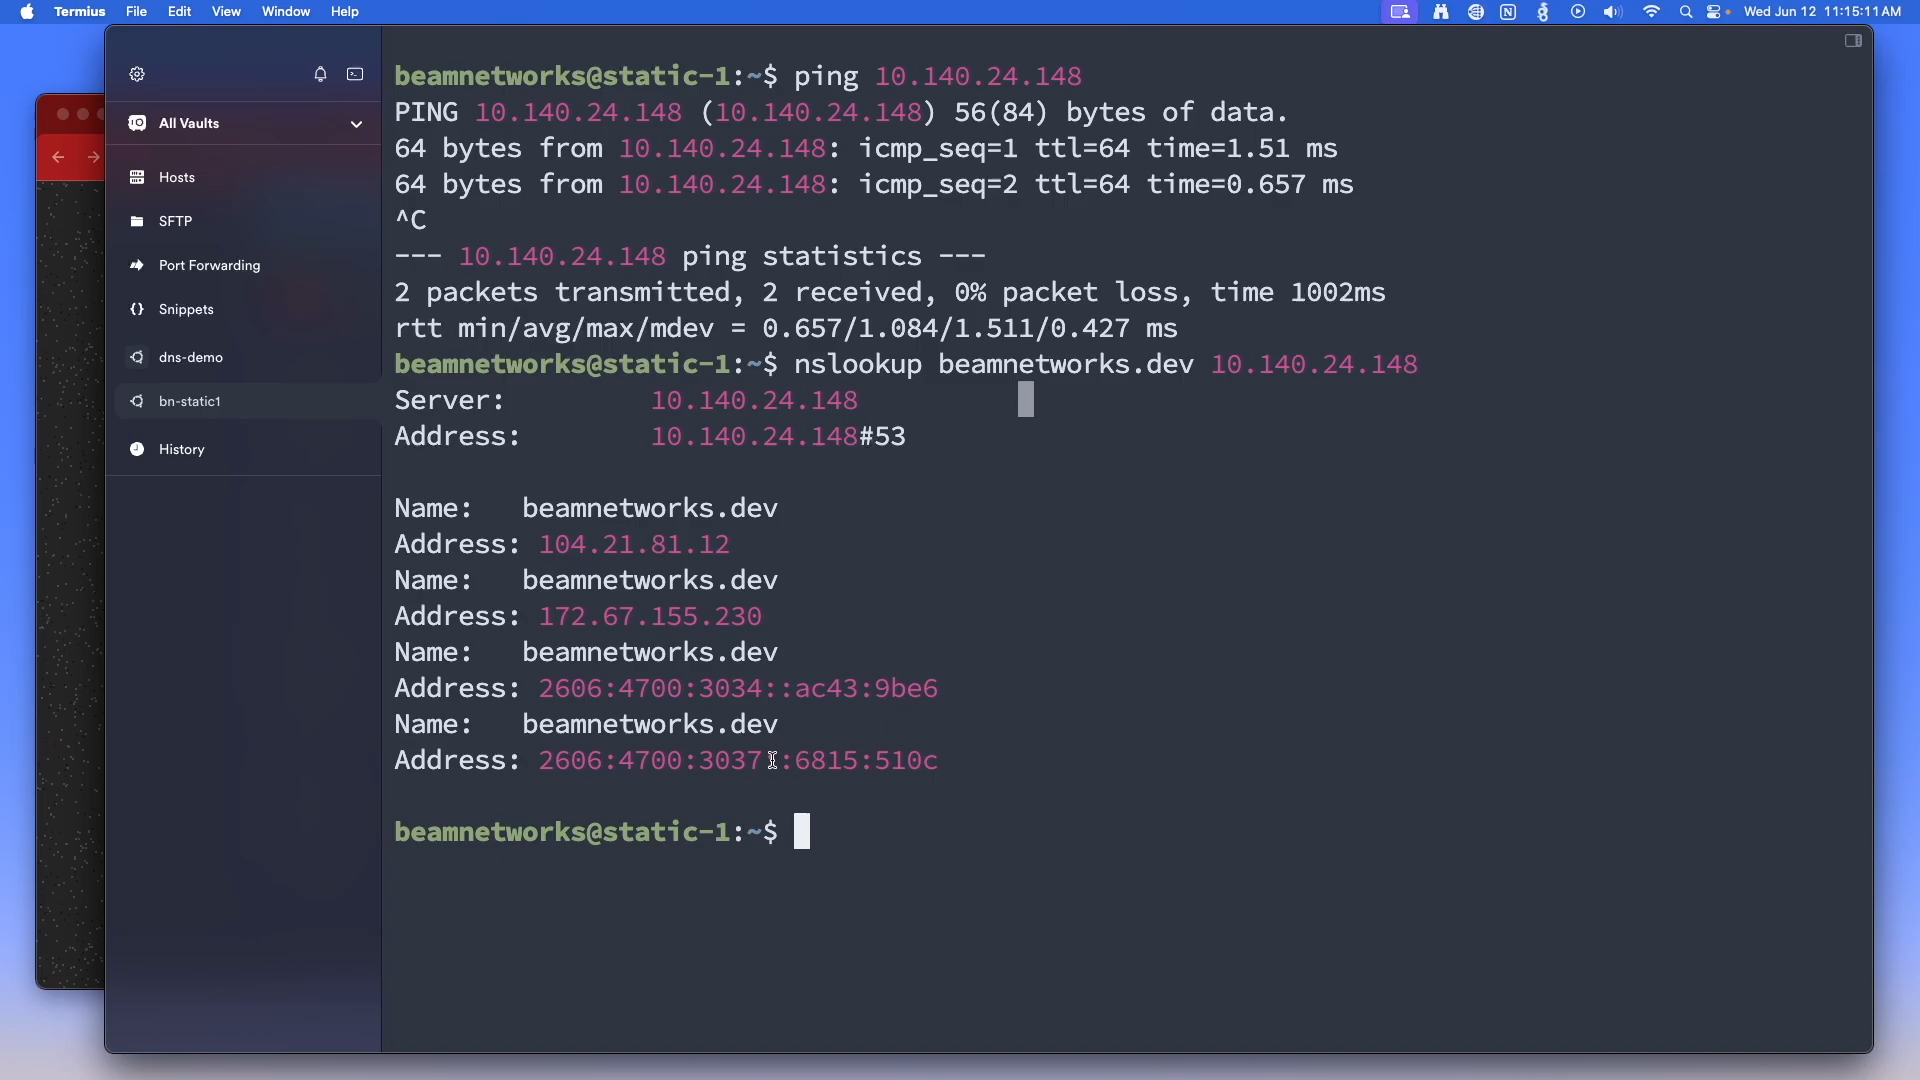 Termius File Edit View Window Help
Wed Jun 12 11:15:11 AM
All Vaults
Hosts
SFTP
Port Forwarding
Snippets
dns-demo
bn-static1
History
beamnetworks@static-1:~$ ping 10.140.24.148
PING 10.140.24.148 (10.140.24.148) 56(84) bytes of data.
64 bytes from 10.140.24.148: icmp_seq=1 ttl=64 time=1.51 ms
64 bytes from 10.140.24.148: icmp_seq=2 ttl=64 time=0.657 ms
^C
--- 10.140.24.148 ping statistics ---
2 packets transmitted, 2 received, 0% packet loss, time 1002ms
rtt min/avg/max/mdev = 0.657/1.084/1.511/0.427 ms
beamnetworks@static-1:~$ nslookup beamnetworks.dev 10.140.24.148
Server: 10.140.24.148
Address: 10.140.24.148#53
Name: beamnetworks.dev
Address: 104.21.81.12
Name: beamnetworks.dev
Address: 172.67.155.230
Name: beamnetworks.dev
Address: 2606:4700:3034::ac43:9be6
Name: beamnetworks.dev
Address: 2606:4700:3037::6815:510c
beamnetworks@static-1:~$